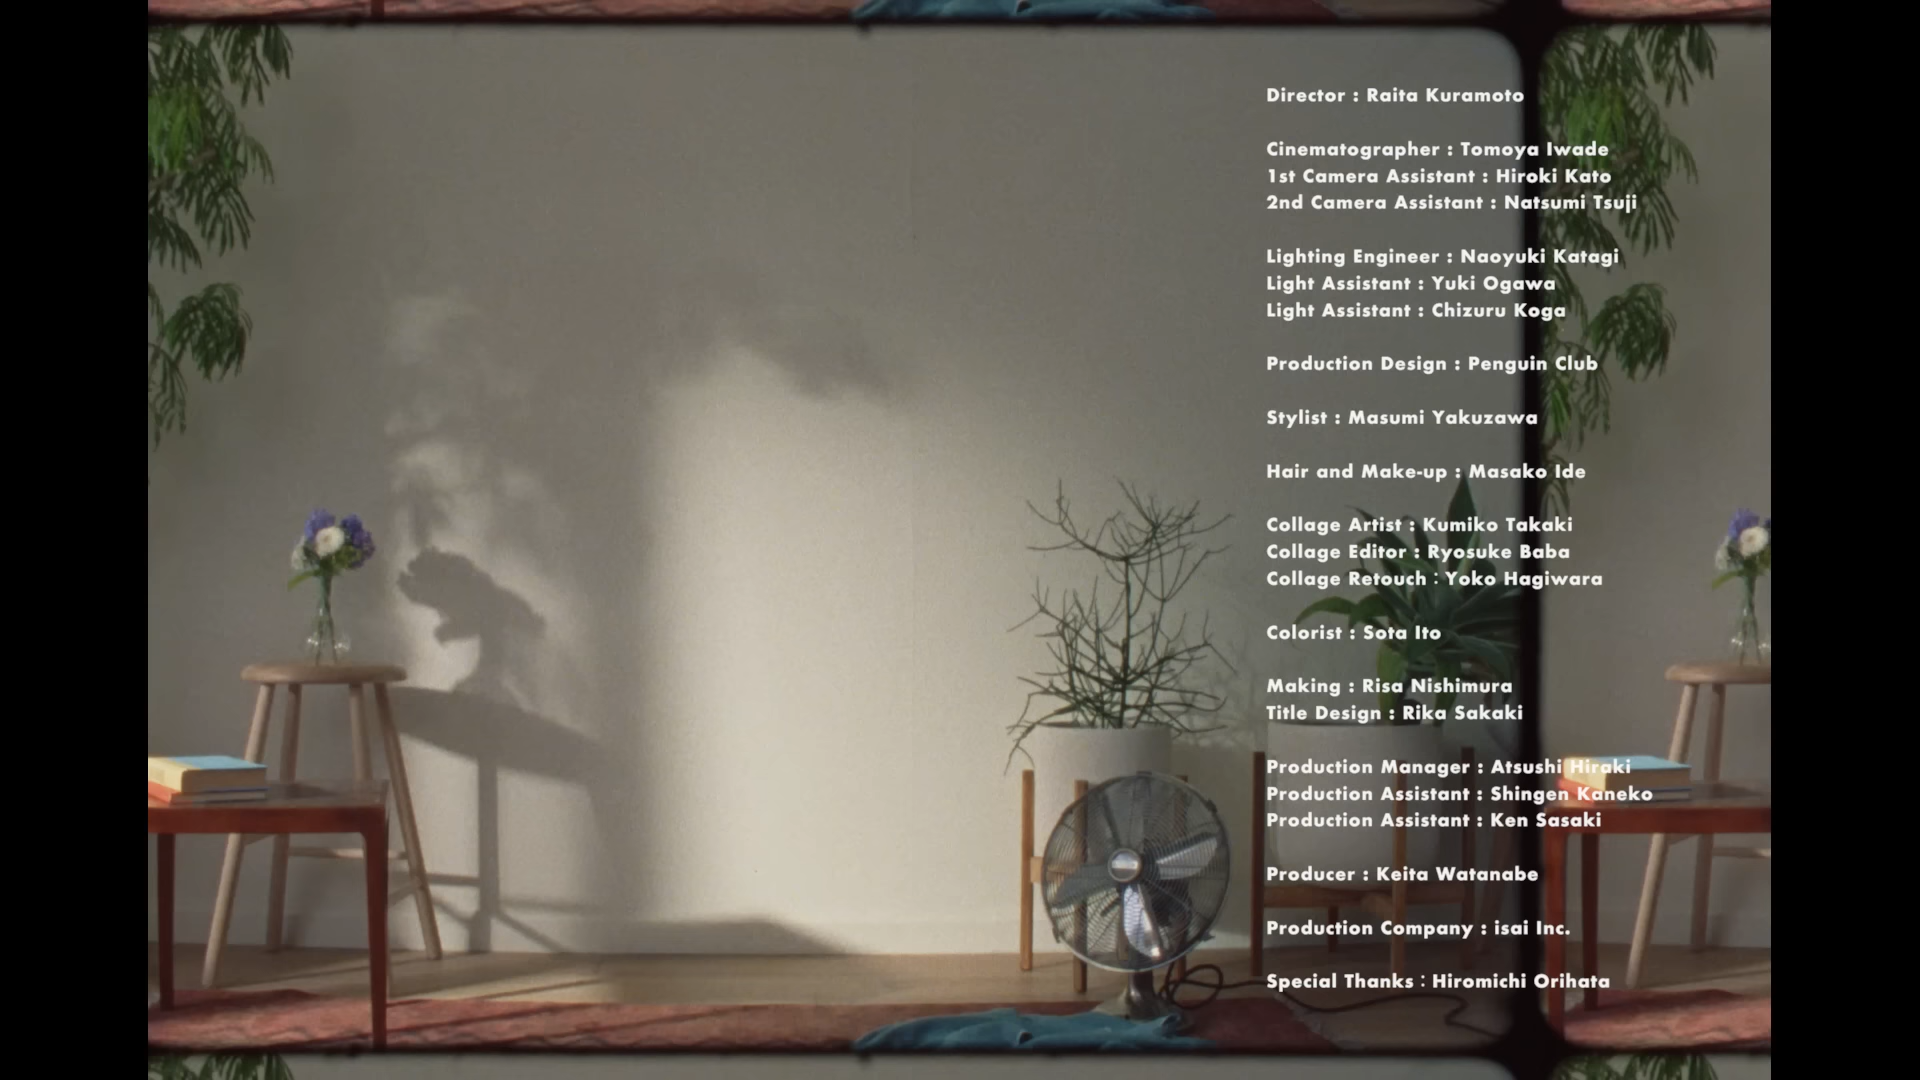 Director : Raita Kuramoto
Cinematographer : Tomoya Iwade
1st Camera Assistant : Hiroki Kato
2nd Camera Assistant : Natsumi Tsuji
Lighting Engineer : Naoyuki Katagi
Light Assistant : Yuki Ogawa
Light Assistant : Chizuru Koga
Production Design : Penguin Club
Stylist : Masumi Yakuzawa
Hair and Make-up : Masako Ide
Collage Artist : Kumiko Takaki
Collage Editor : Ryosuke Baba
Collage Retouch : Yoko Hagiwara
Colorist : Sota Ito
Making : Risa Nishimura
Title Design : Rika Sakaki
Production Manager : Atsushi Hiraki
Production Assistant : Shingen Kaneko
Production Assistant : Ken Sasaki
Producer : Keita Watanabe
Production Company : isai Inc.
Special Thanks : Hiromichi Orihata